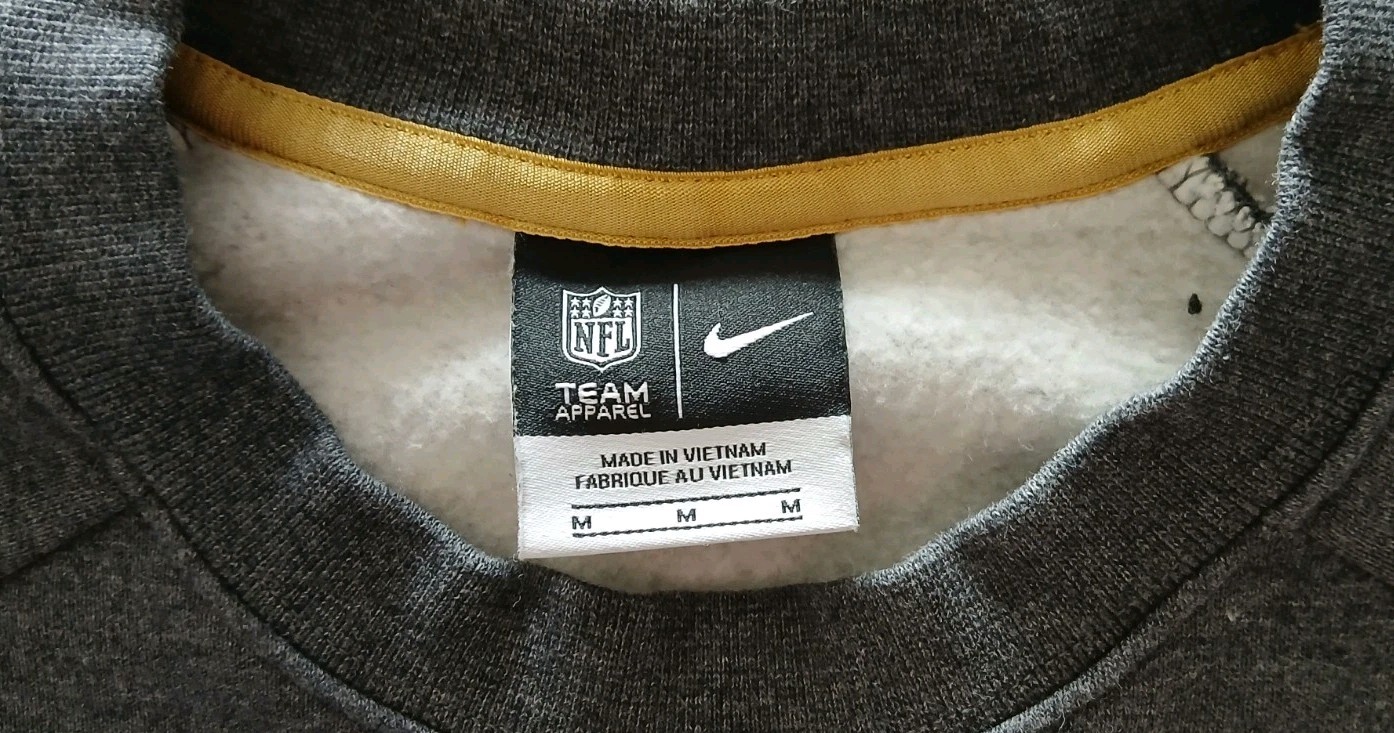 NFL
TEAM
APPAREL
MADE IN VIETNAM
FABRIQUE AU VIETNAM
M M M